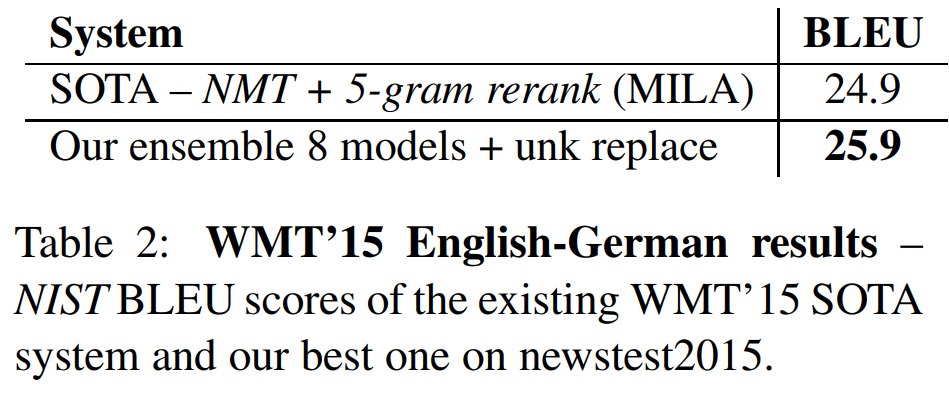 System BLEU
SOTA – NMT + 5-gram rerank (MILA) 24.9
Our ensemble 8 models + unk replace 25.9
Table 2: WMT’15 English-German results –
NIST BLEU scores of the existing WMT’15 SOTA
system and our best one on newstest2015.